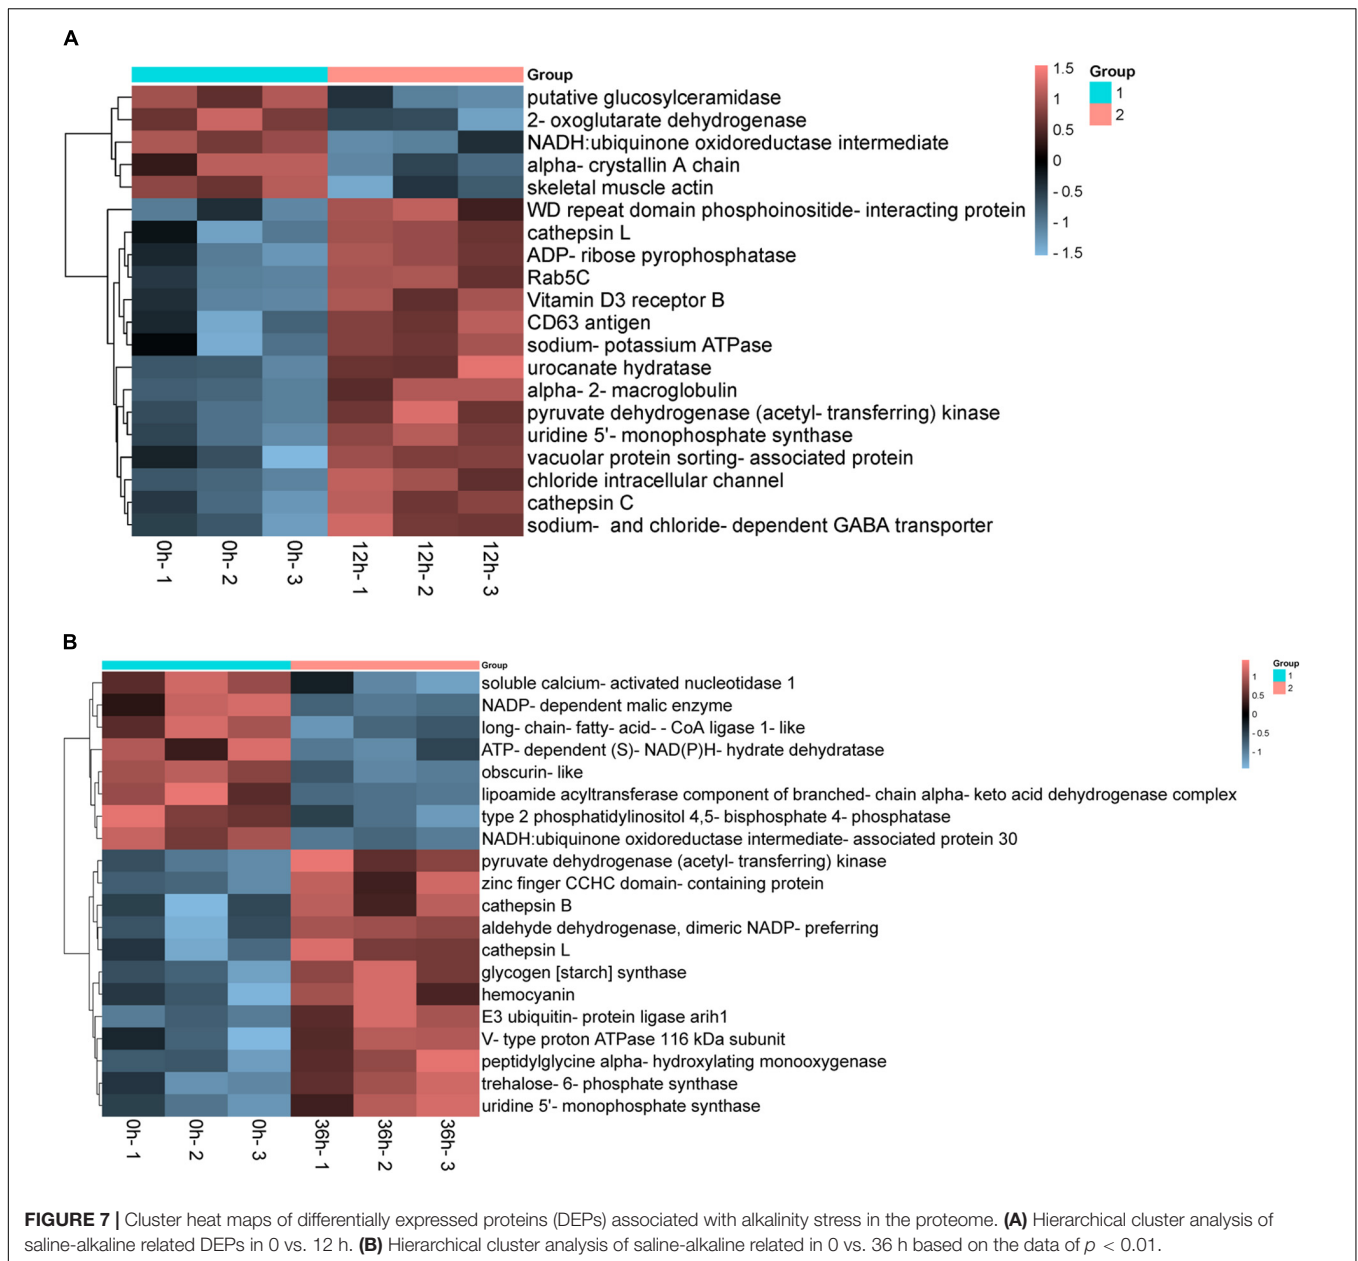 A
Group
putative glucosylceramidase
2- oxoglutarate dehydrogenase
NADH:ubiquinone oxidoreductase intermediate
alpha- crystallin A chain
skeletal muscle actin
WD repeat domain phosphoinositide- interacting protein
cathepsin L
ADP- ribose pyrophosphatase
Rab5C
Vitamin D3 receptor B
CD63 antigen
sodium- potassium ATPase
urocanate hydratase
alpha- 2- macroglobulin
pyruvate dehydrogenase (acetyl- transferring) kinase
uridine 5'- monophosphate synthase
vacuolar protein sorting- associated protein
chloride intracellular channel
cathepsin C
sodium- and chloride- dependent GABA transporter
0h- 1
0h- 2
0h- 3
12h- 1
12h- 2
12h- 3
1.5
1
0.5
0
- 0.5
- 1
- 1.5
Group
1
2
B
Group
soluble calcium- activated nucleotidase 1
NADP- dependent malic enzyme
long- chain- fatty- acid- - CoA ligase 1- like
ATP- dependent (S)- NAD(P)H- hydrate dehydratase
obscurin- like
lipoamide acyltransferase component of branched- chain alpha- keto acid dehydrogenase complex
type 2 phosphatidylinositol 4,5- bisphosphate 4- phosphatase
NADH:ubiquinone oxidoreductase intermediate- associated protein 30
pyruvate dehydrogenase (acetyl- transferring) kinase
zinc finger CCHC domain- containing protein
cathepsin B
aldehyde dehydrogenase, dimeric NADP- preferring
cathepsin L
glycogen [starch] synthase
hemocyanin
E3 ubiquitin- protein ligase arih1
V- type proton ATPase 116 kDa subunit
peptidylglycine alpha- hydroxylating monooxygenase
trehalose- 6- phosphate synthase
uridine 5'- monophosphate synthase
0h- 1
0h- 2
0h- 3
36h- 1
36h- 2
36h- 3
1
0.5
0
- 0.5
- 1
Group
1
2
FIGURE 7 | Cluster heat maps of differentially expressed proteins (DEPs) associated with alkalinity stress in the proteome. (A) Hierarchical cluster analysis of
saline-alkaline related DEPs in 0 vs. 12 h. (B) Hierarchical cluster analysis of saline-alkaline related in 0 vs. 36 h based on the data of p < 0.01.